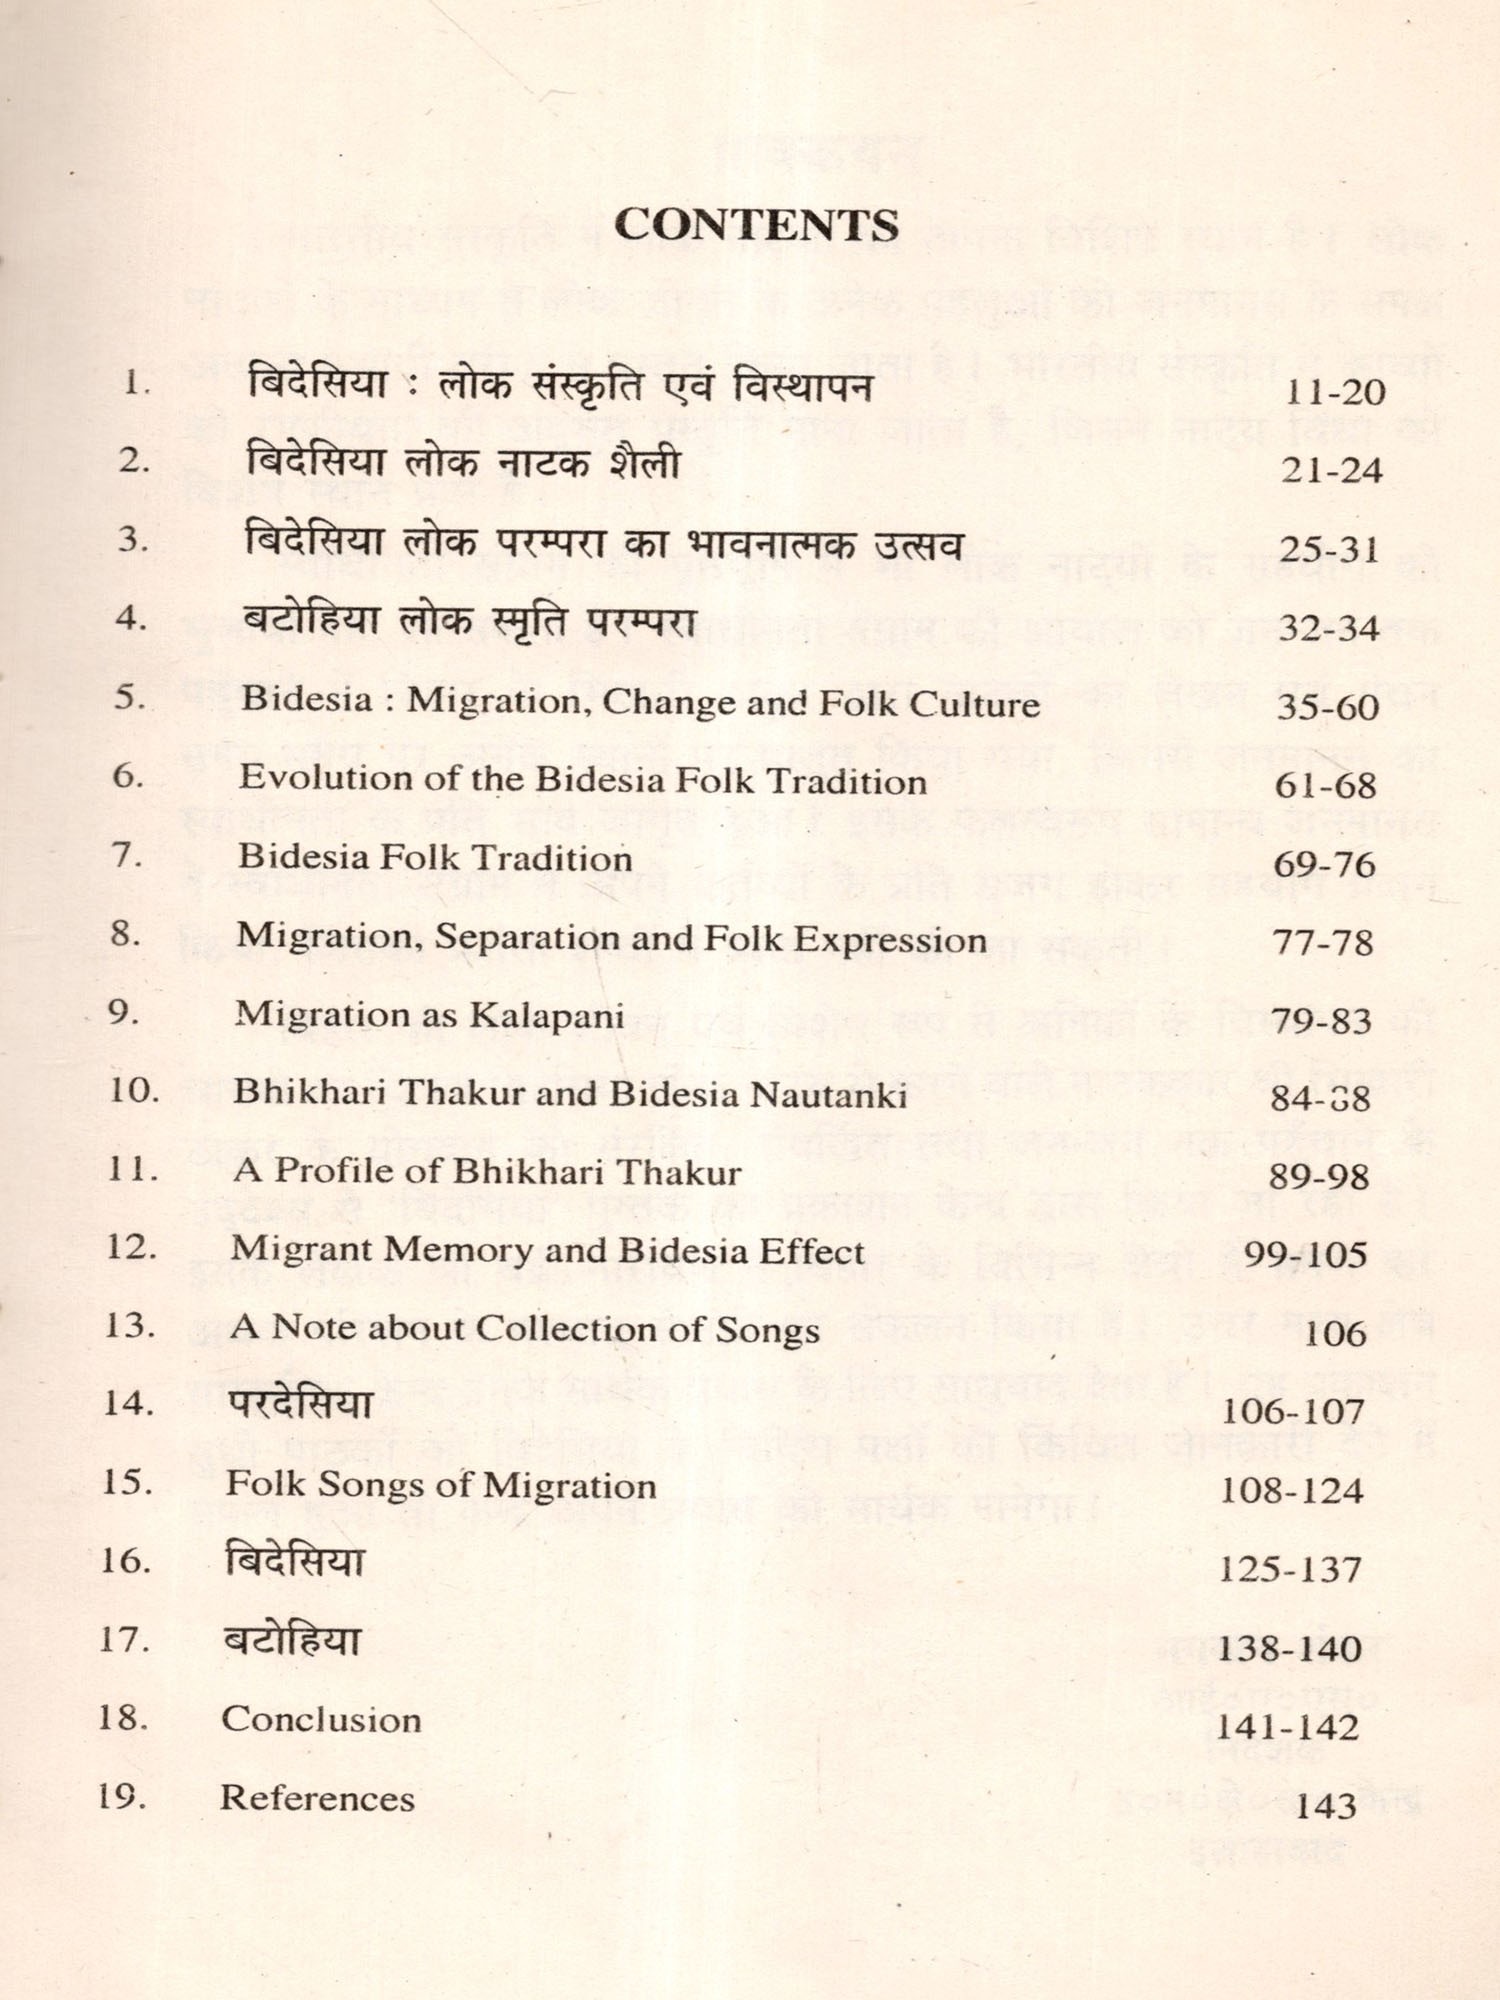 CONTENTS
1. बिदेसिया : लोक संस्कृति एवं विस्थापन 11-20
2. बिदेसिया लोक नाटक शैली 21-24
3. बिदेसिया लोक परम्परा का भावनात्मक उत्सव 25-31
4. बटोहिया लोक स्मृति परम्परा 32-34
5. Bidesia : Migration, Change and Folk Culture 35-60
6. Evolution of the Bidesia Folk Tradition 61-68
7. Bidesia Folk Tradition 69-76
8. Migration, Separation and Folk Expression 77-78
9. Migration as Kalapani 79-83
10. Bhikhari Thakur and Bidesia Nautanki 84-88
11. A Profile of Bhikhari Thakur 89-98
12. Migrant Memory and Bidesia Effect 99-105
13. A Note about Collection of Songs 106
14. परदेसिया 106-107
15. Folk Songs of Migration 108-124
16. बिदेसिया 125-137
17. बटोहिया 138-140
18. Conclusion 141-142
19. References 143